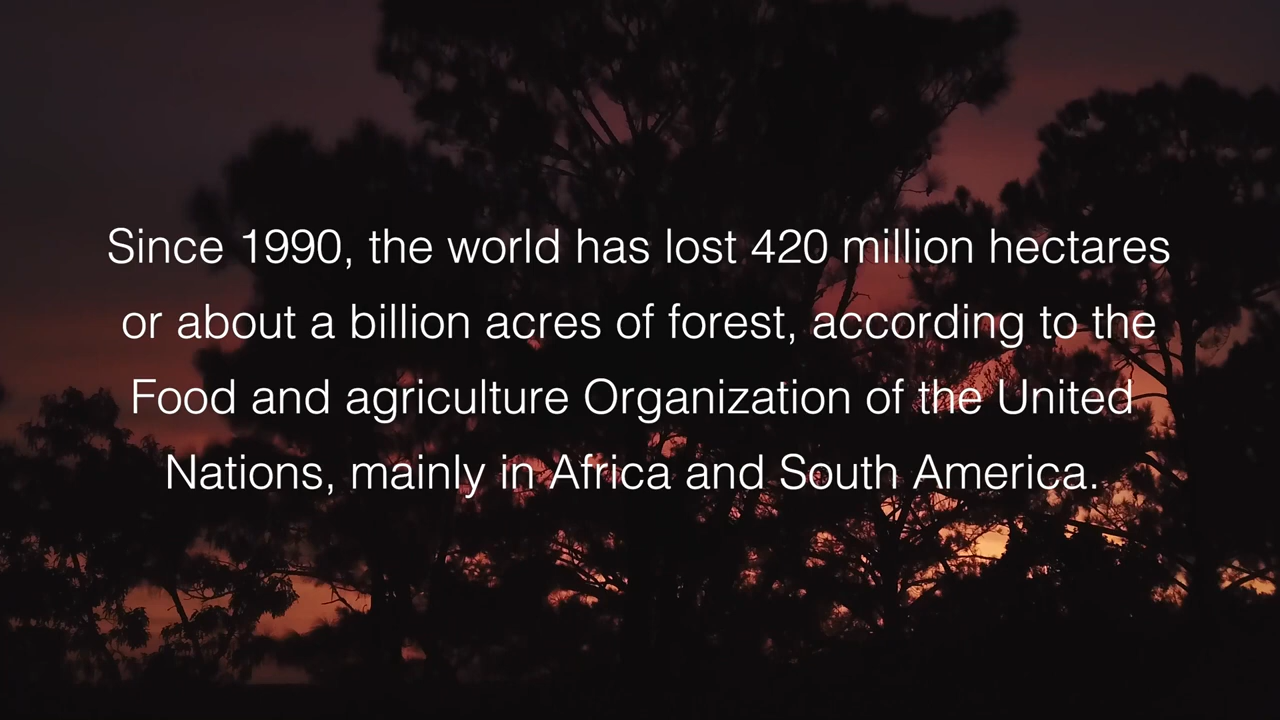 Since 1990, the world has lost 420 million hectares
or about a billion acres of forest, according to the
Food and agriculture Organization of the United
Nations, mainly in Africa and South America.